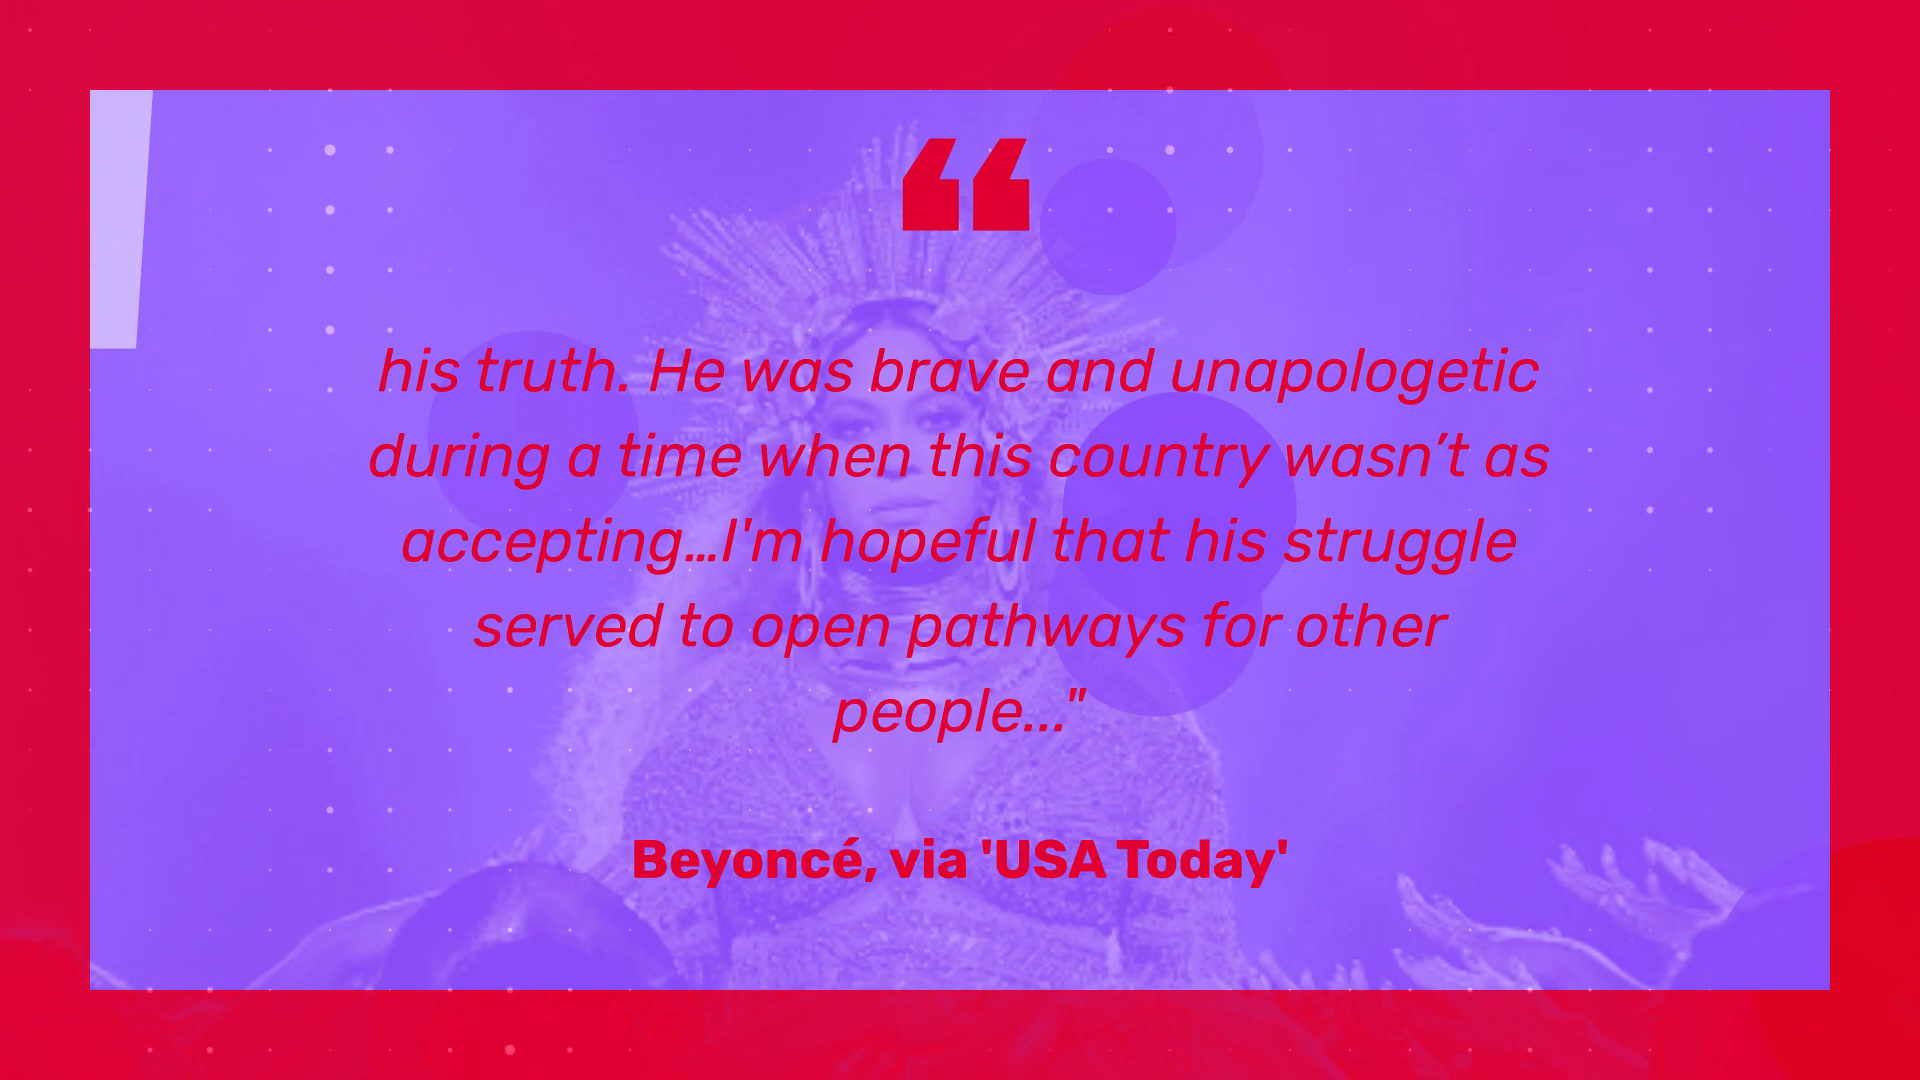 “
his truth. He was brave and unapologetic
during a time when this country wasn’t as
accepting…I'm hopeful that his struggle
served to open pathways for other
people..."
Beyoncé, via 'USA Today'